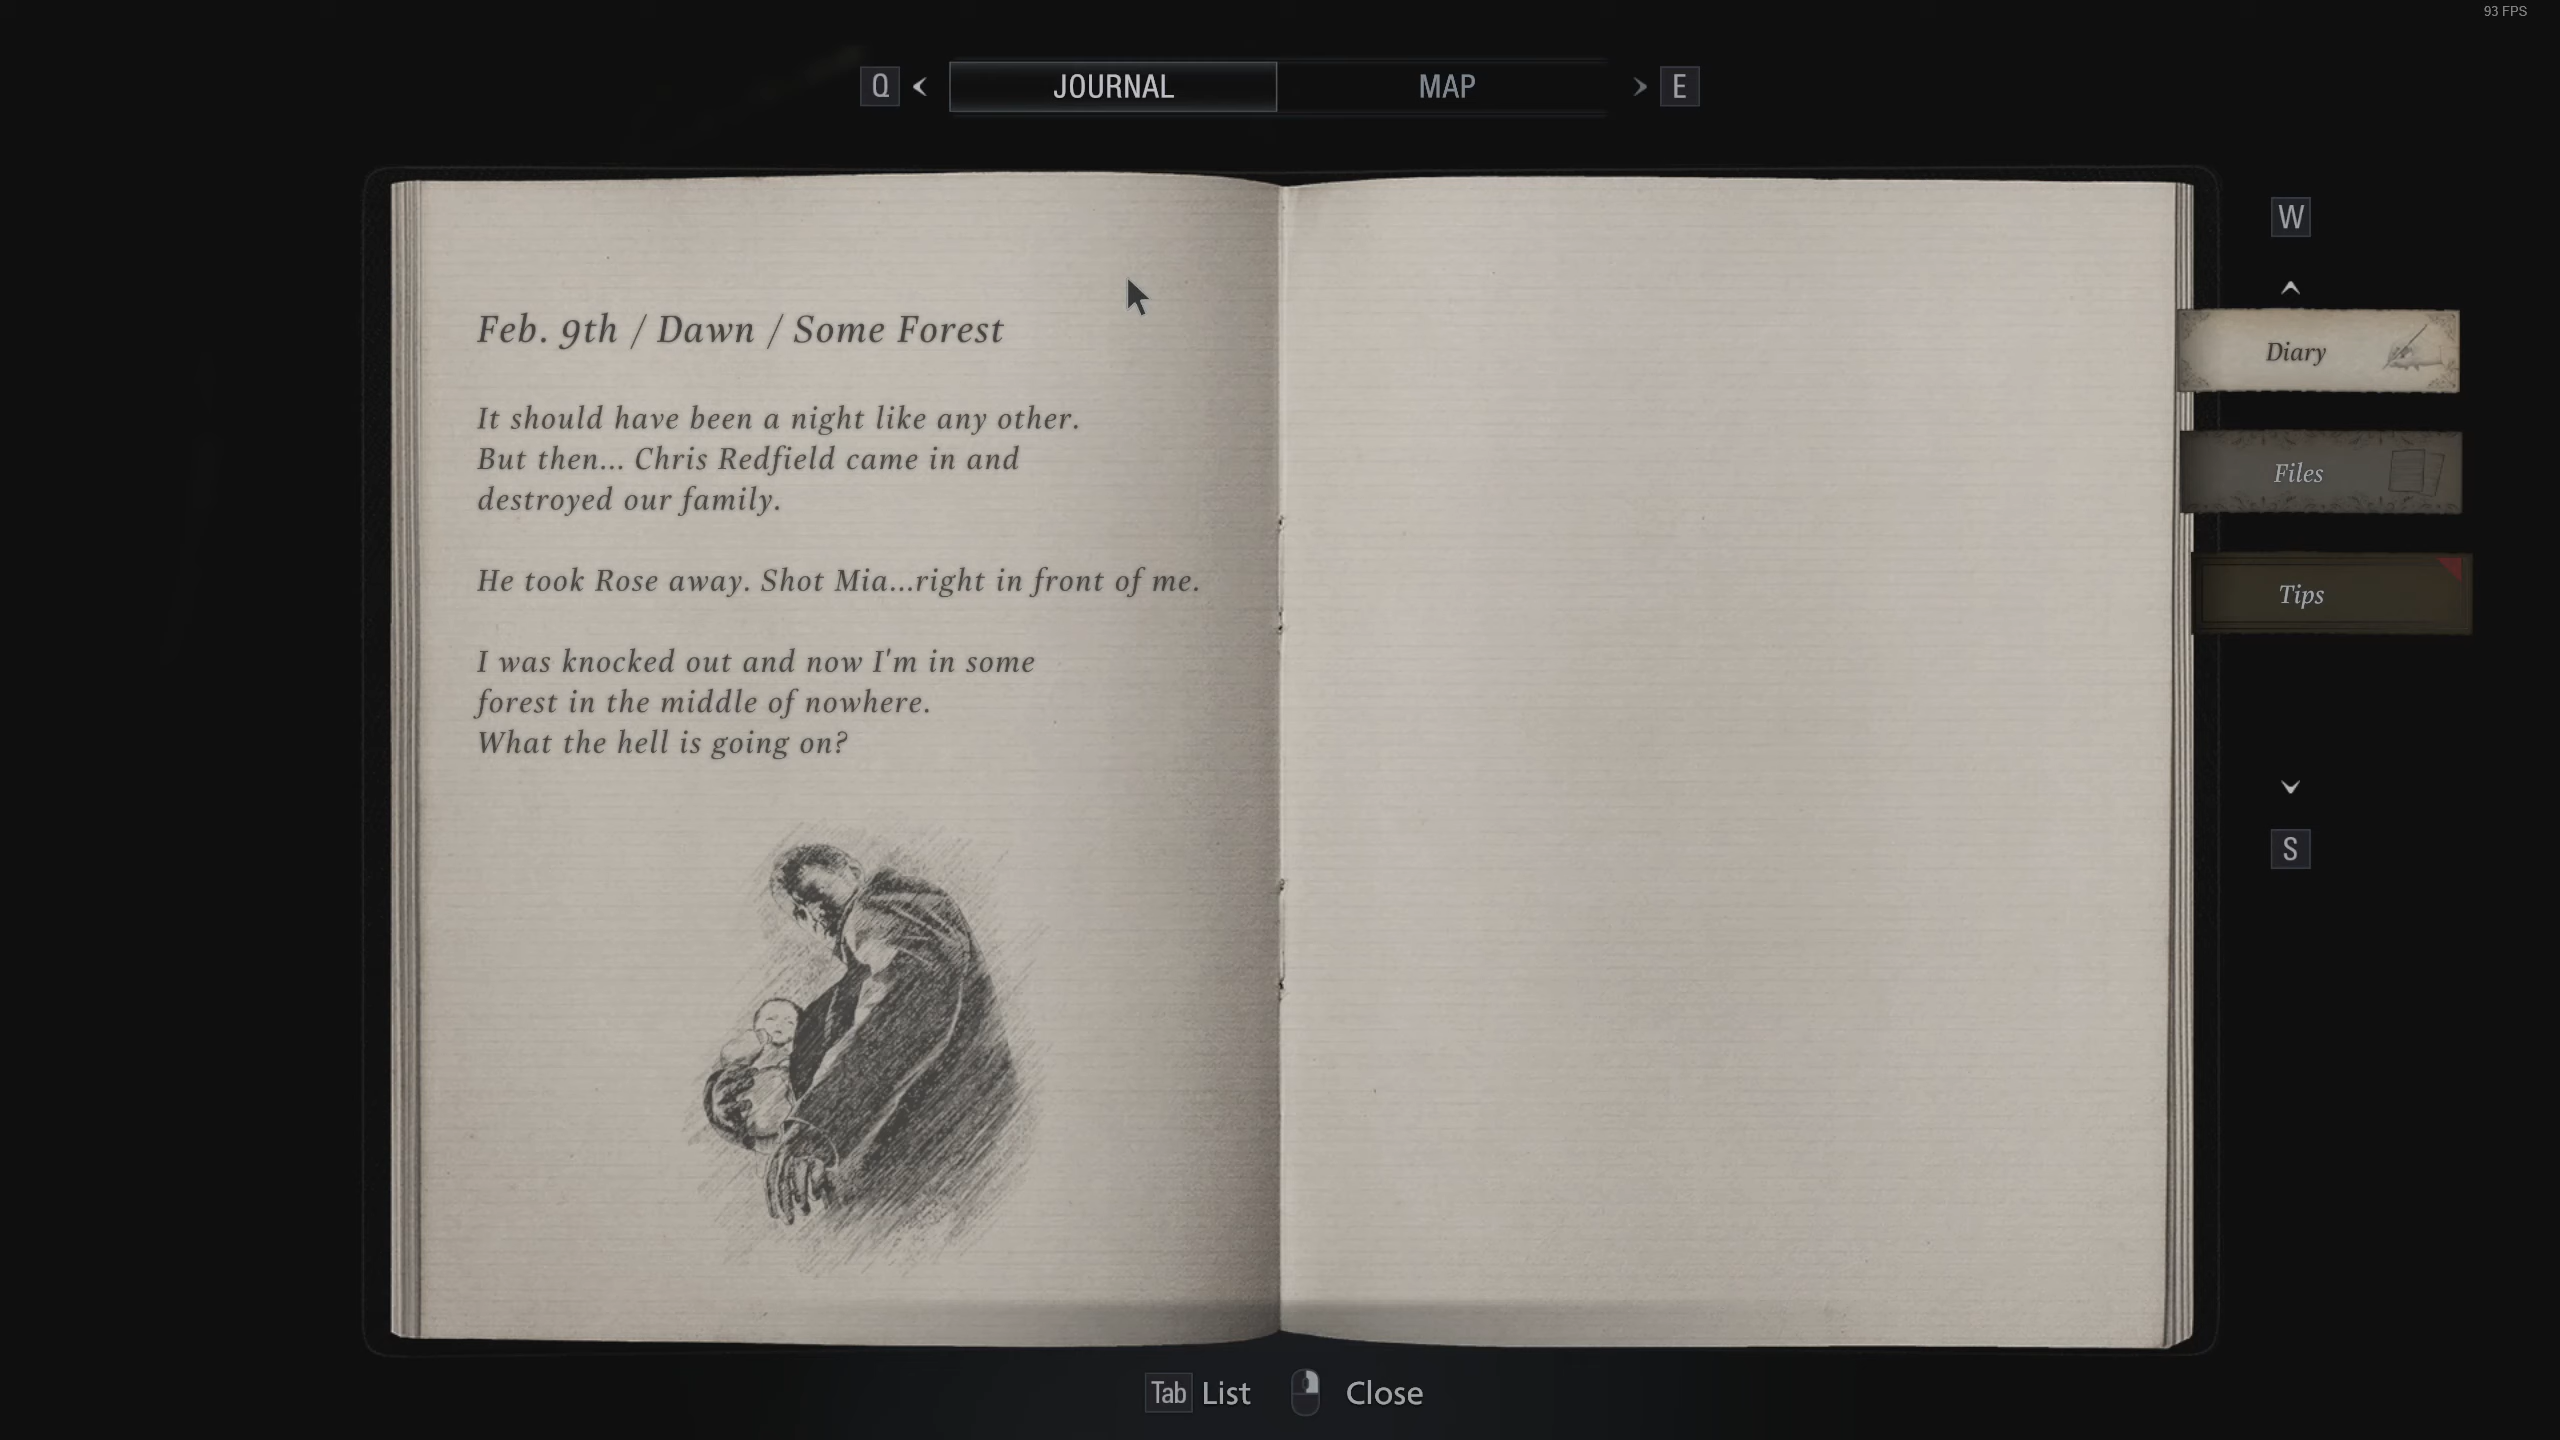 93 FPS
Q
JOURNAL
MAP
E
W
Feb. 9th / Dawn / Some Forest
Diary
It should have been a night like any other.
But then... Chris Redfield came in and
destroyed our family.
Files
He took Rose away. Shot Mia...right in front of me.
Tips
I was knocked out and now I'm in some
forest in the middle of nowhere.
What the hell is going on?
S
Tab List Close